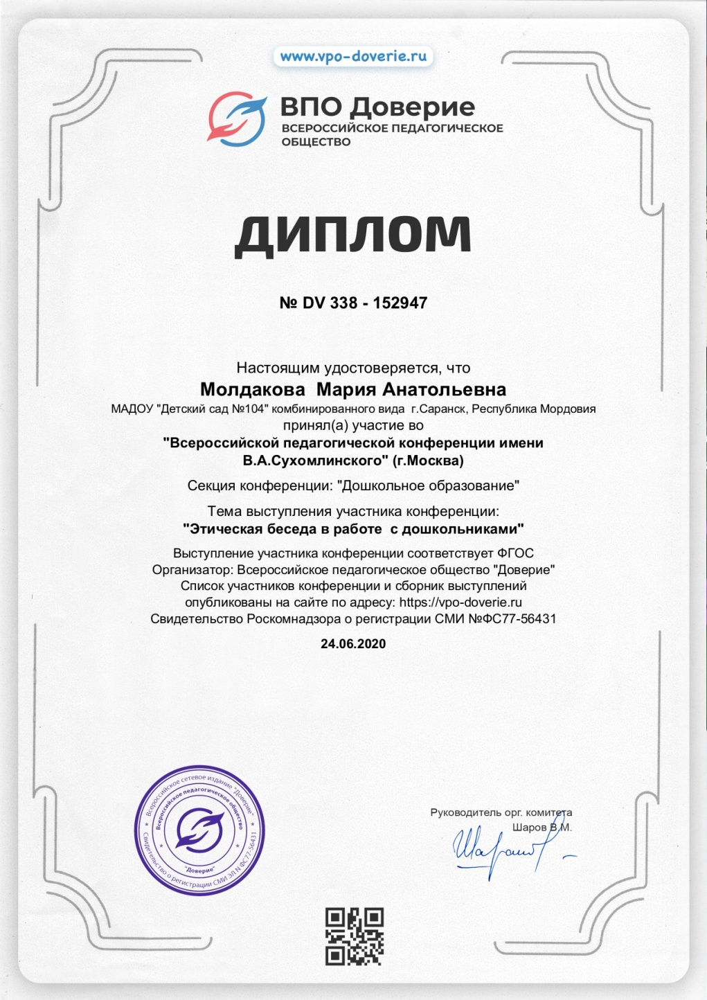 www.vpo-doverie.ru
ВПО Доверие
ВСЕРОССИЙСКОЕ ПЕДАГОГИЧЕСКОЕ
ОБЩЕСТВО
ДИПЛОМ
№ DV 338 - 152947
Настоящим удостоверяется, что
Молдакова  Мария Анатольевна
МАДОУ "Детский сад №104" комбинированного вида  г.Саранск, Республика Мордовия
принял(а) участие во
"Всероссийской педагогической конференции имени
В.А.Сухомлинского" (г.Москва)
Секция конференции: "Дошкольное образование"
Тема выступления участника конференции:
"Этическая беседа в работе  с дошкольниками"
Выступление участника конференции соответствует ФГОС
Организатор: Всероссийское педагогическое общество "Доверие"
Список участников конференции и сборник выступлений
опубликованы на сайте по адресу: https://vpo-doverie.ru
Свидетельство Роскомнадзора о регистрации СМИ №ФС77-56431
24.06.2020
Всероссийское сетевое издание "Доверие"
Всероссийское педагогическое общество
"Доверие"
Свидетельство о регистрации СМИ ЭЛ N ФС77-56431
Руководитель орг. комитета
Шаров В.М.